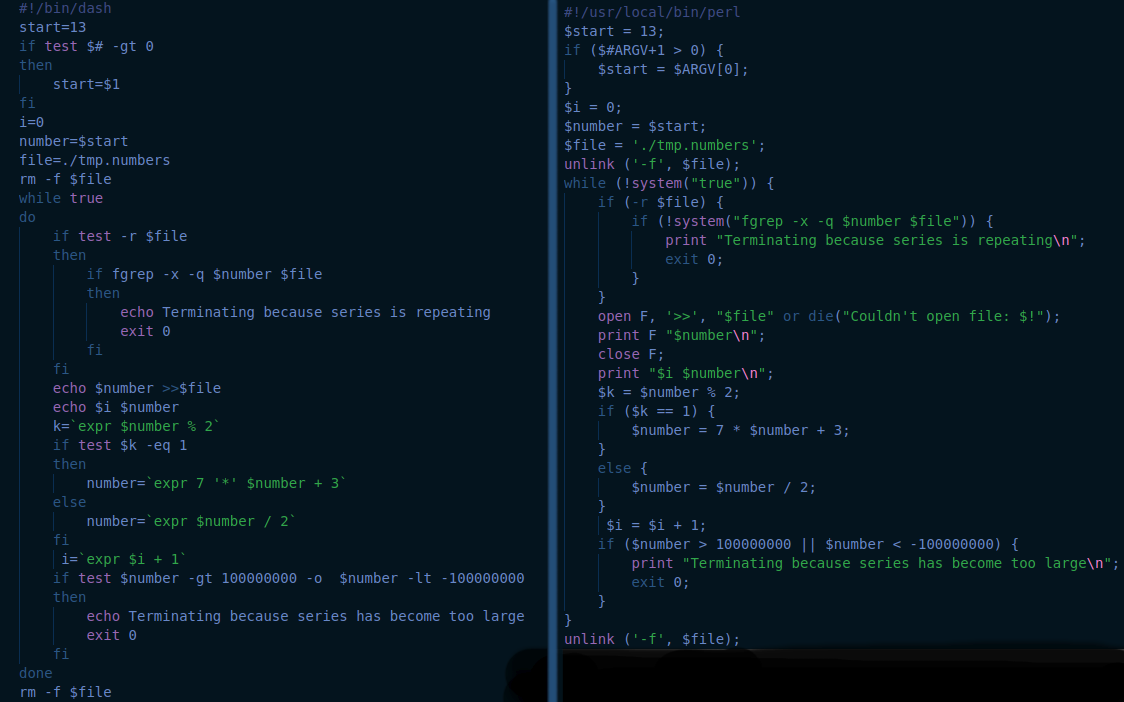 #!/bin/dash
start=13
if test $# -gt 0
then
    start=$1
fi
i=0
number=$start
file=./tmp.numbers
rm -f $file
while true
do
    if test -r $file
    then
        if fgrep -x -q $number $file
        then
            echo Terminating because series is repeating
            exit 0
        fi
    fi
    echo $number >>$file
    echo $i $number
    k=`expr $number % 2`
    if test $k -eq 1
    then
        number=`expr 7 '*' $number + 3`
    else
        number=`expr $number / 2`
    fi
     i=`expr $i + 1`
    if test $number -gt 100000000 -o  $number -lt -100000000
    then
        echo Terminating because series has become too large
        exit 0
    fi
done
rm -f $file
#!/usr/local/bin/perl
$start = 13;
if ($#ARGV+1 > 0) {
    $start = $ARGV[0];
}
$i = 0;
$number = $start;
$file = './tmp.numbers';
unlink ('-f', $file);
while (!system("true")) {
    if (-r $file) {
        if (!system("fgrep -x -q $number $file")) {
            print "Terminating because series is repeating\n";
            exit 0;
        }
    }
    open F, '>>', "$file" or die("Couldn't open file: $!");
    print F "$number\n";
    close F;
    print "$i $number\n";
    $k = $number % 2;
    if ($k == 1) {
        $number = 7 * $number + 3;
    }
    else {
        $number = $number / 2;
    }
     $i = $i + 1;
    if ($number > 100000000 || $number < -100000000) {
        print "Terminating because series has become too large\n";
        exit 0;
    }
}
unlink ('-f', $file);